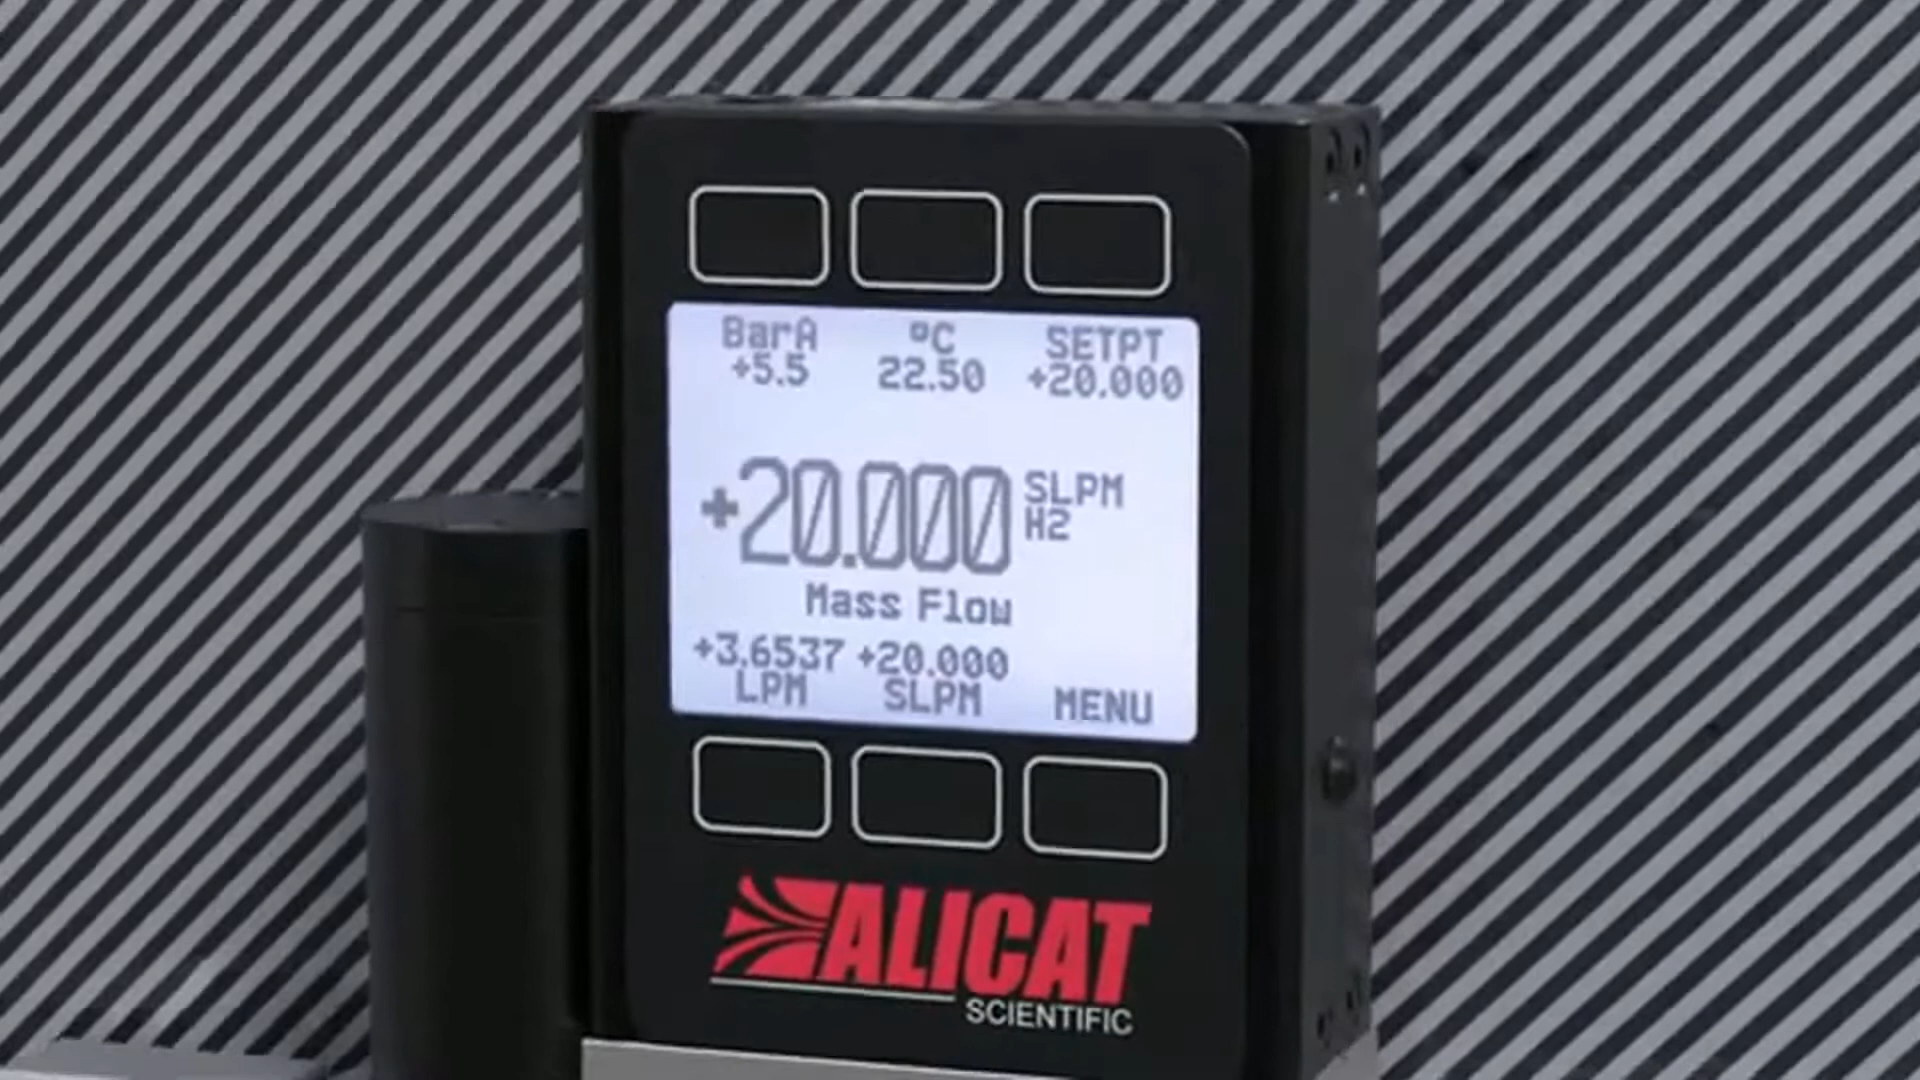 BarA °C SETPT
+5.5 22.50 +20.000
+20.000 SLPM
H2
Mass Flow
+3.6537 +20.000
LPM SLPM MENU
ALICAT
SCIENTIFIC